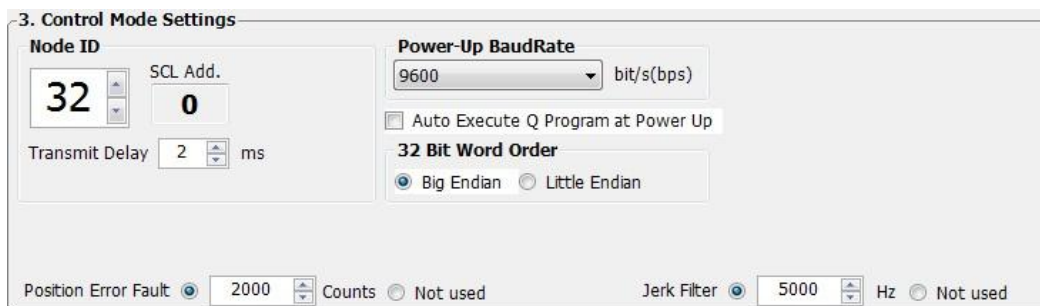 3. Control Mode Settings
Node ID
32
SCL Add.
0
Transmit Delay 2 ms
Power-Up BaudRate
9600 bit/s(bps)
Auto Execute Q Program at Power Up
32 Bit Word Order
Big Endian Little Endian
Position Error Fault 2000 Counts Not used Jerk Filter 5000 Hz Not used